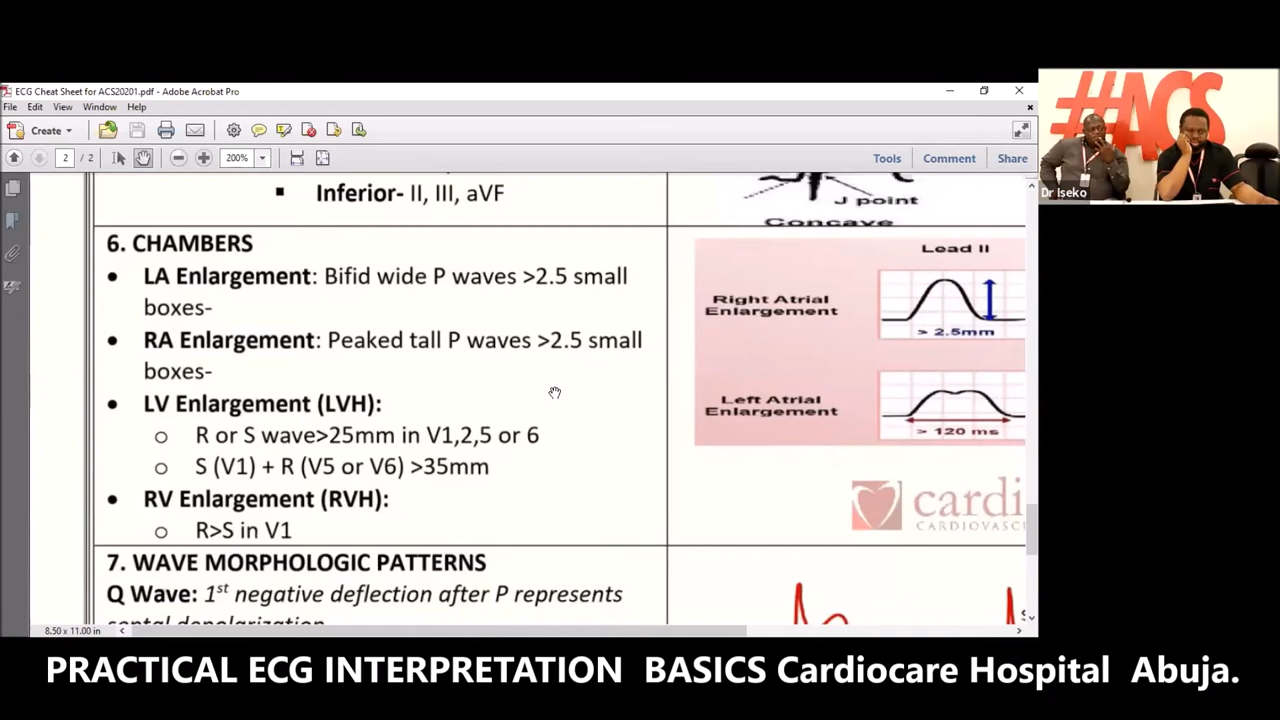 ECG Cheat Sheet for ACS20201.pdf - Adobe Acrobat Pro
File Edit View Window Help
Create
2 / 2 200% Tools Comment Share
#ACS
Dr Iseko
▪ Inferior- II, III, aVF
J point
Concave
6. CHAMBERS
• LA Enlargement: Bifid wide P waves >2.5 small
boxes-
• RA Enlargement: Peaked tall P waves >2.5 small
boxes-
• LV Enlargement (LVH):
o R or S wave>25mm in V1,2,5 or 6
o S (V1) + R (V5 or V6) >35mm
• RV Enlargement (RVH):
o R>S in V1
Lead II
Right Atrial
Enlargement
> 2.5mm
Left Atrial
Enlargement
> 120 ms
cardi
CARDIOVASCU
7. WAVE MORPHOLOGIC PATTERNS
Q Wave: 1st negative deflection after P represents
septal depolarization
8.50 x 11.00 in
PRACTICAL ECG INTERPRETATION BASICS Cardiocare Hospital Abuja.